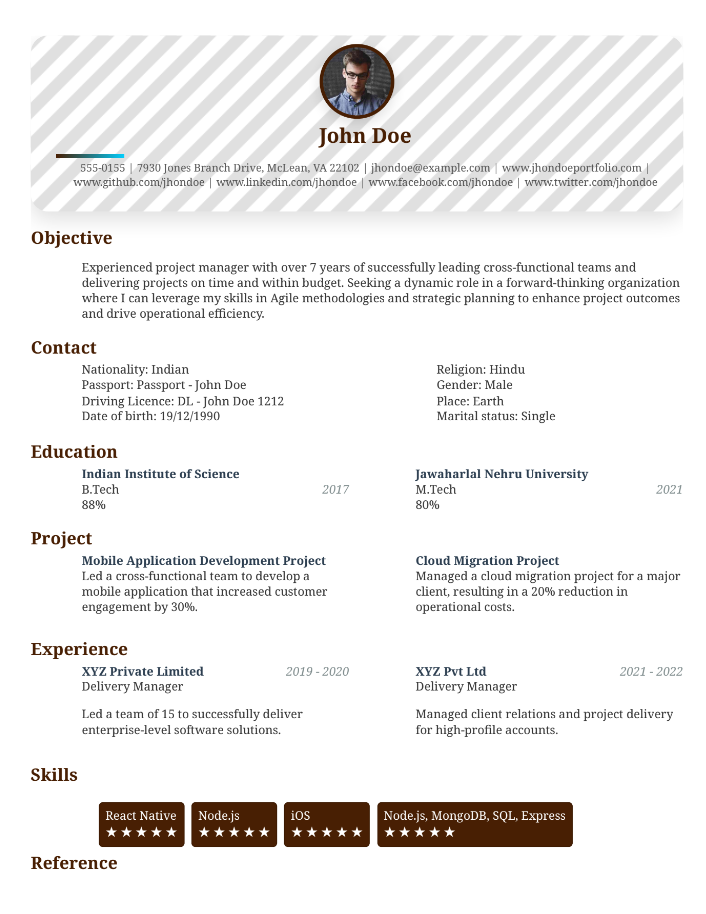 John Doe
555-0155 | 7930 Jones Branch Drive, McLean, VA 22102 | jhondoe@example.com | www.jhondoeportfolio.com |
www.github.com/jhondoe | www.linkedin.com/jhondoe | www.facebook.com/jhondoe | www.twitter.com/jhondoe
Objective
Experienced project manager with over 7 years of successfully leading cross-functional teams and
delivering projects on time and within budget. Seeking a dynamic role in a forward-thinking organization
where I can leverage my skills in Agile methodologies and strategic planning to enhance project outcomes
and drive operational efficiency.
Contact
Nationality: Indian
Passport: Passport - John Doe
Driving Licence: DL - John Doe 1212
Date of birth: 19/12/1990
Religion: Hindu
Gender: Male
Place: Earth
Marital status: Single
Education
Indian Institute of Science
B.Tech 2017
88%
Jawaharlal Nehru University
M.Tech 2021
80%
Project
Mobile Application Development Project
Led a cross-functional team to develop a
mobile application that increased customer
engagement by 30%.
Cloud Migration Project
Managed a cloud migration project for a major
client, resulting in a 20% reduction in
operational costs.
Experience
XYZ Private Limited 2019 - 2020
Delivery Manager
Led a team of 15 to successfully deliver
enterprise-level software solutions.
XYZ Pvt Ltd 2021 - 2022
Delivery Manager
Managed client relations and project delivery
for high-profile accounts.
Skills
React Native
★★★★★
Node.js
★★★★★
iOS
★★★★★
Node.js, MongoDB, SQL, Express
★★★★★
Reference